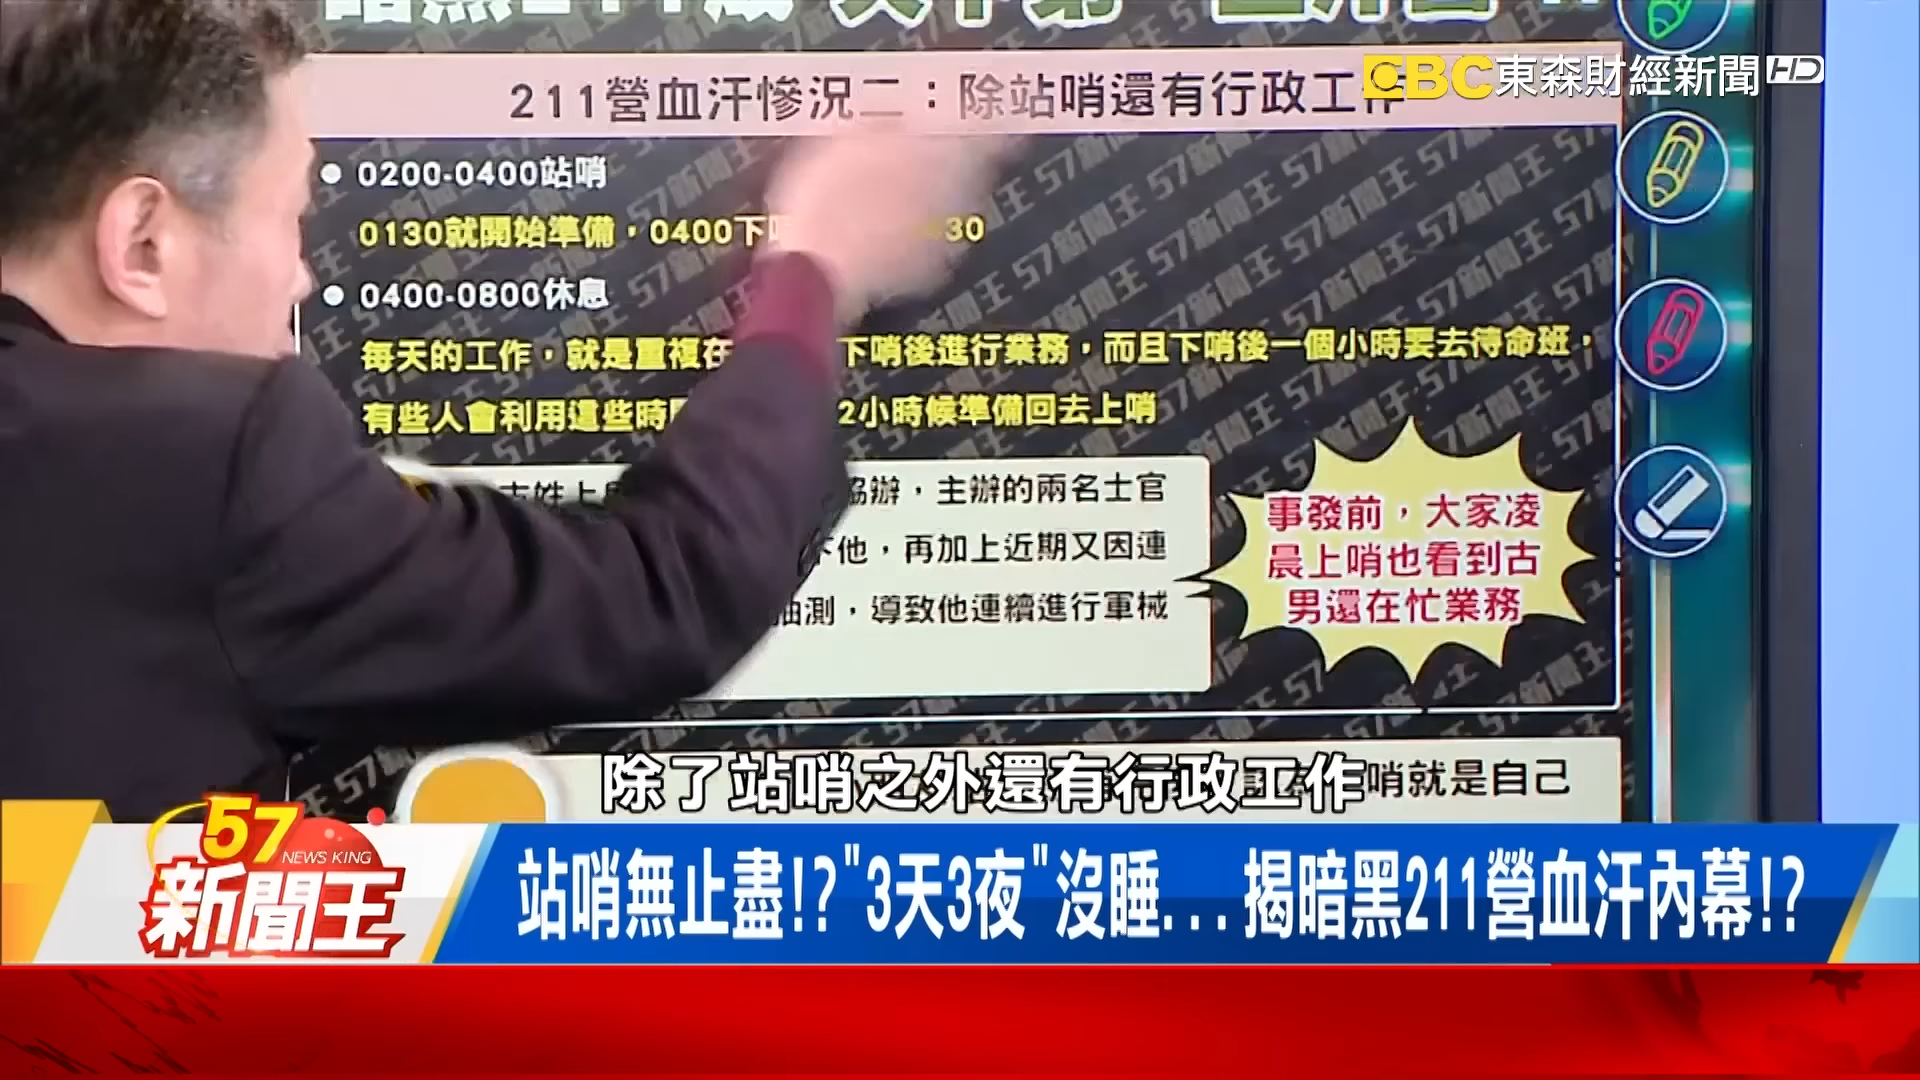 EBC 東森財經新聞 HD
211營血汗慘況二：除站哨還有行政工作
0200-0400站哨
0130就開始準備，0400下 30
0400-0800休息
每天的工作，就是重複在 下哨後進行業務，而且下哨後一個小時要去待命班，
有些人會利用這些時 2小時候準備回去上哨
協辦，主辦的兩名士官
下他，再加上近期又因連
抽測，導致他連續進行軍械
事發前，大家凌
晨上哨也看到古
男還在忙業務
哨就是自己
除了站哨之外還有行政工作
57
NEWS KING
新聞王
站哨無止盡!?"3天3夜"沒睡...揭暗黑211營血汗內幕!?